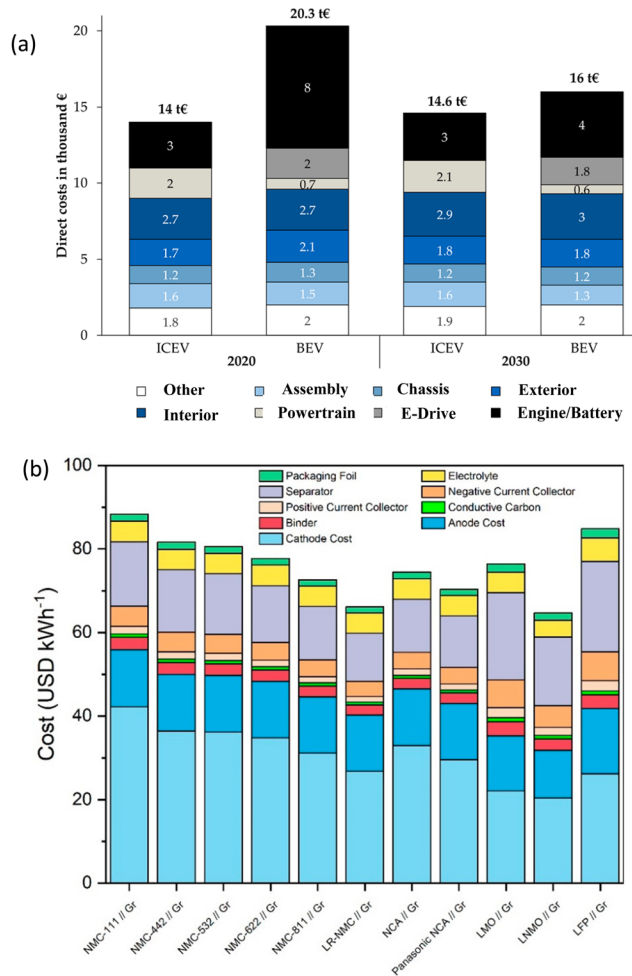 (a)
Direct costs in thousand €
20
15
10
5
0
14 t€
20.3 t€
14.6 t€
16 t€
3
2
2.7
1.7
1.2
1.6
1.8
8
2
0.7
2.7
2.1
1.3
1.5
2
3
2.1
2.9
1.8
1.2
1.6
1.9
4
1.8
0.6
3
1.8
1.2
1.3
2
ICEV BEV ICEV BEV
2020 2030
Other Assembly Chassis Exterior
Interior Powertrain E-Drive Engine/Battery
(b)
Cost (USD kWh⁻¹)
100
80
60
40
20
0
Packaging Foil Electrolyte
Separator Negative Current Collector
Positive Current Collector Conductive Carbon
Binder Anode Cost
Cathode Cost
NMC-111 // Gr
NMC-442 // Gr
NMC-532 // Gr
NMC-622 // Gr
NMC-811 // Gr
LR-NMC // Gr
NCA // Gr
Panasonic NCA // Gr
LMO // Gr
LNMO // Gr
LFP // Gr